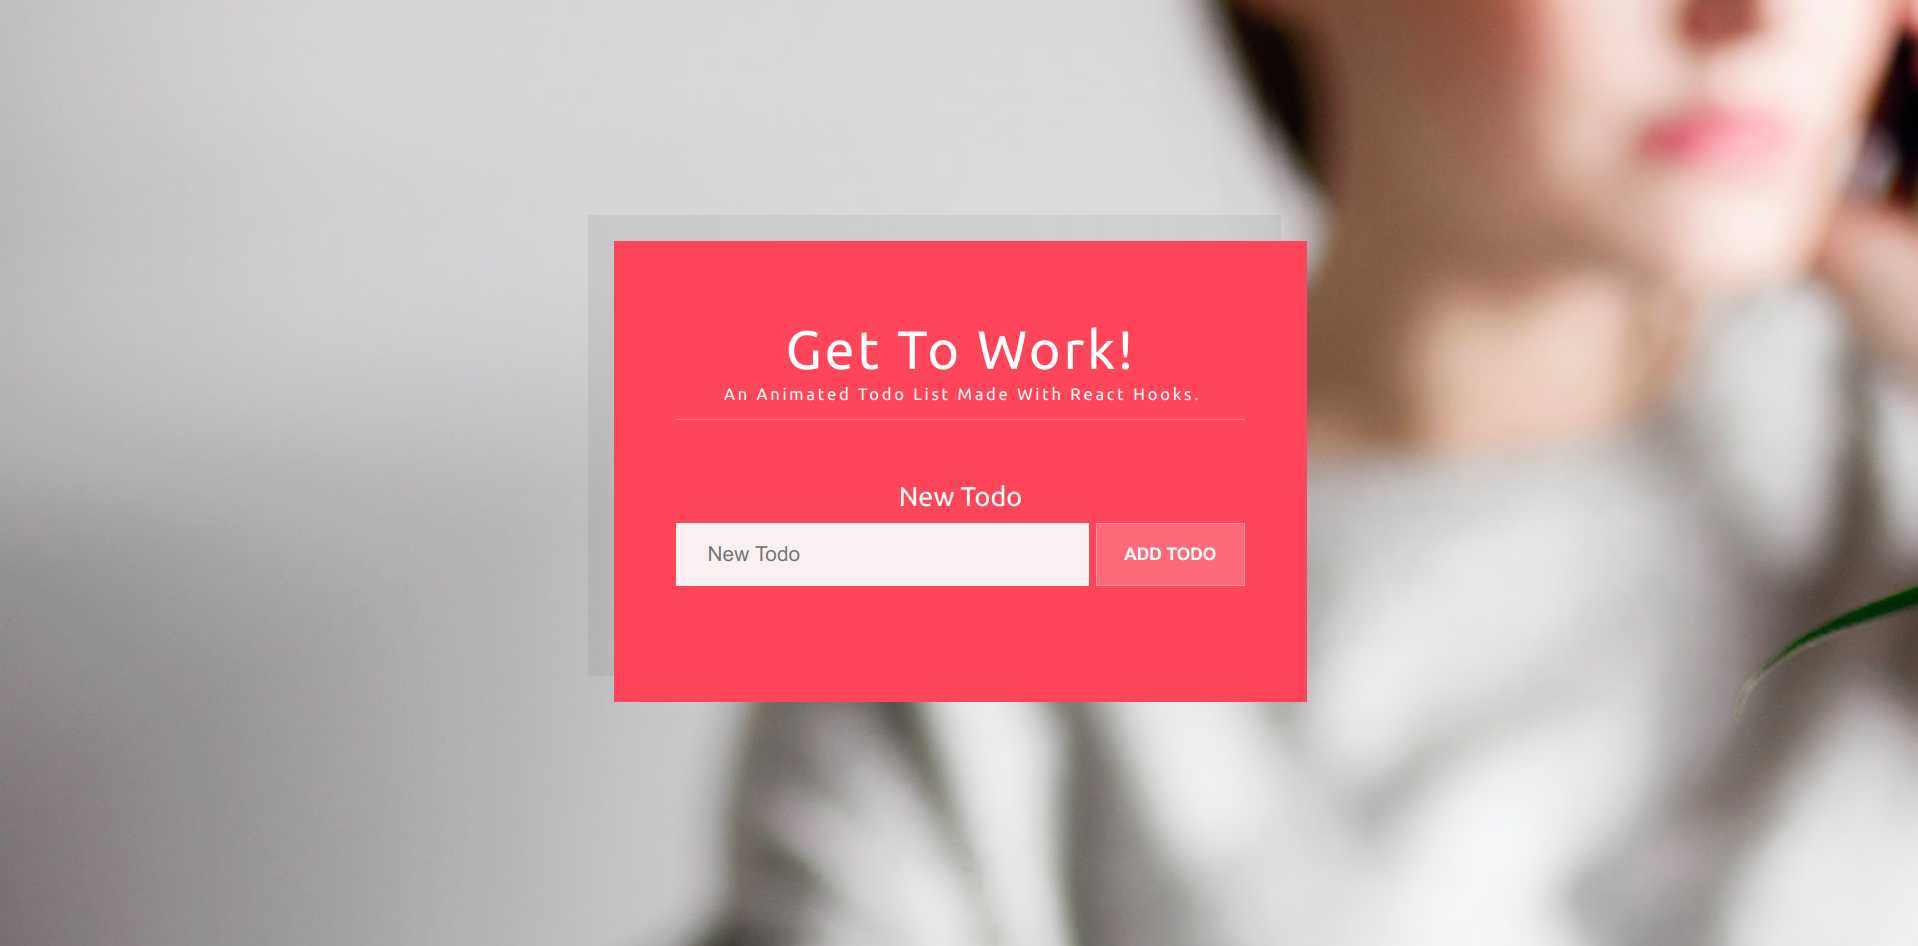 Get To Work!
An Animated Todo List Made With React Hooks.
New Todo
New Todo
ADD TODO